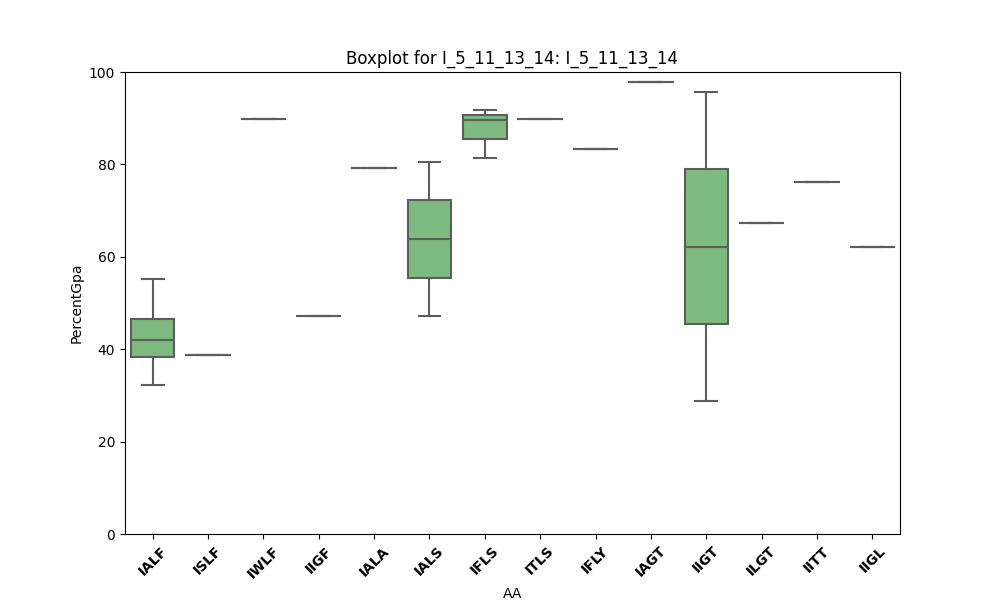 Boxplot for I_5_11_13_14: I_5_11_13_14
100
80
60
40
20
0
PercentGpa
IALF ISLF IWLF IIGF IALA IALS IFLS ITLS IFLY IAGT IIGT ILGT IITT IIGL
AA